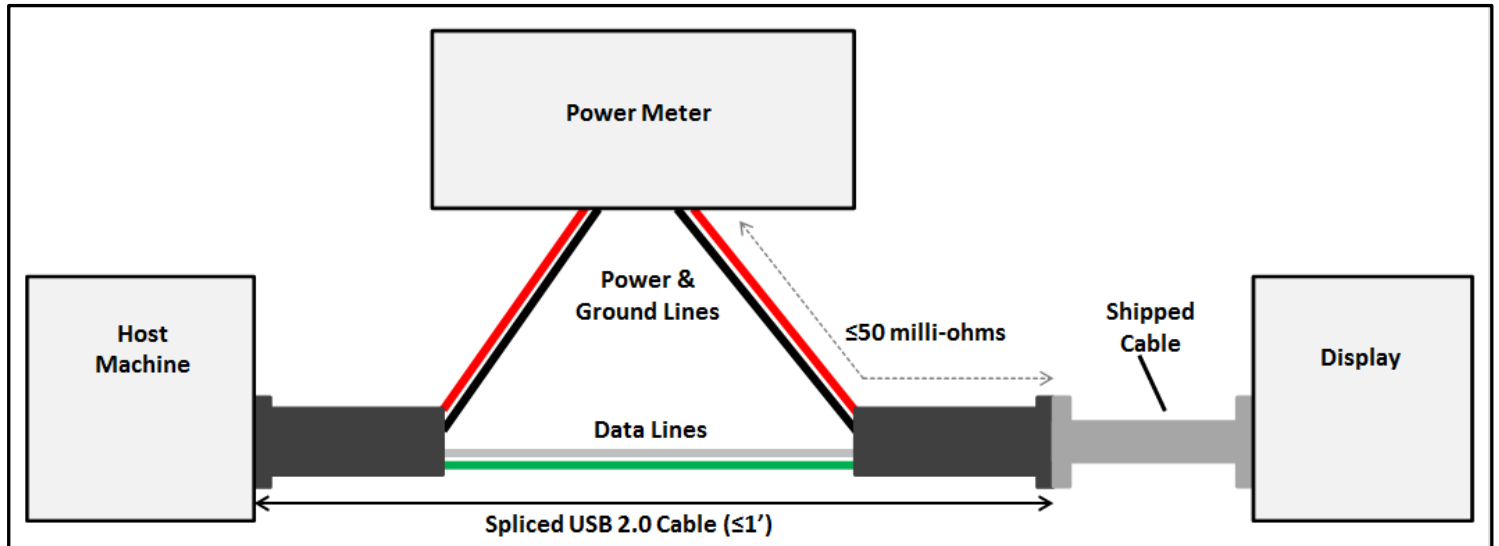 Power Meter
Host
Machine
Power &
Ground Lines
≤50 milli-ohms
Shipped
Cable
Display
Data Lines
Spliced USB 2.0 Cable (≤1’)